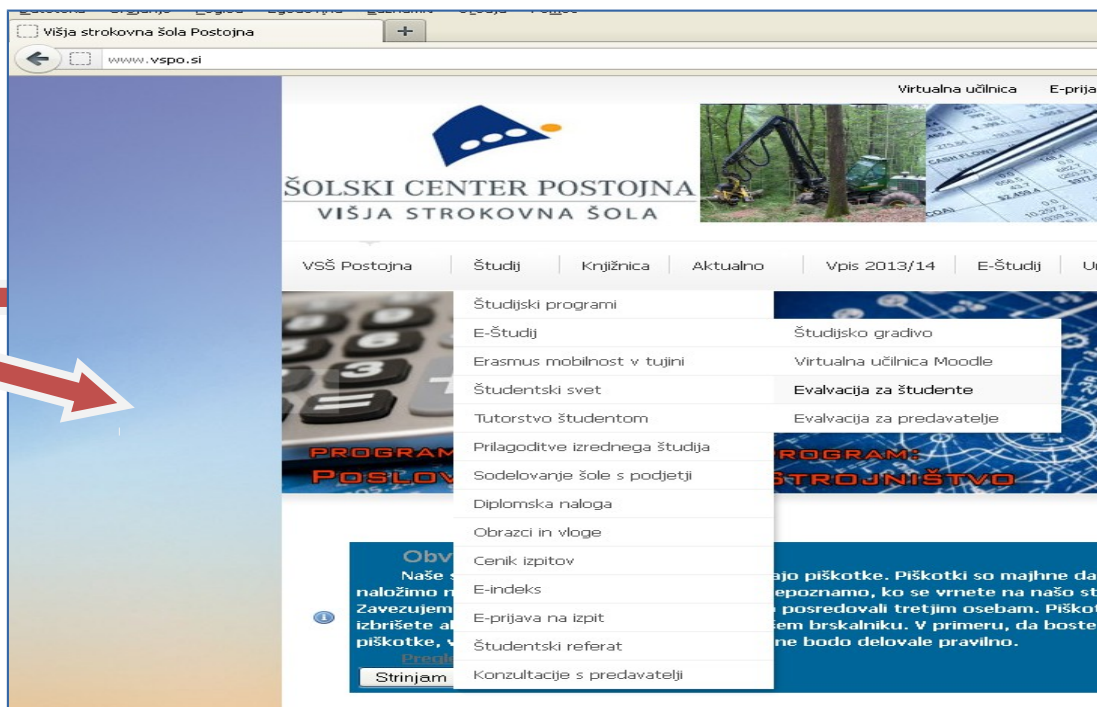 Višja strokovna šola Postojna
www.vspo.si
Virtualna učilnica
ŠOLSKI CENTER POSTOJNA
VIŠJA STROKOVNA ŠOLA
CASH FLOWS
VSŠ Postojna Študij Knjižnica Aktualno Vpis 2013/14 E-Študij
Študijski programi
E-Študij
Erasmus mobilnost v tujini
Študentski svet
Tutorstvo študentom
Prilagoditve izrednega študija
Sodelovanje šole s podjetji
Diplomska naloga
Obrazci in vloge
Cenik izpitov
E-indeks
E-prijava na izpit
Študentski referat
Konzultacije s predavatelji
Študijsko gradivo
Virtualna učilnica Moodle
Evalvacija za študente
Evalvacija za predavatelje
PROGRAM
POSLOV
PROGRAM:
STROJNIŠTVO
Obv
Naše ajo piškotke. Piškotki so majhne da
naložimo epoznamo, ko se vrnete na našo st
Zavezujem posredovali tretjim osebam. Piškot
izbrišete em brskalniku. V primeru, da boste
piškotke, ne bodo delovale pravilno.
Strinjam